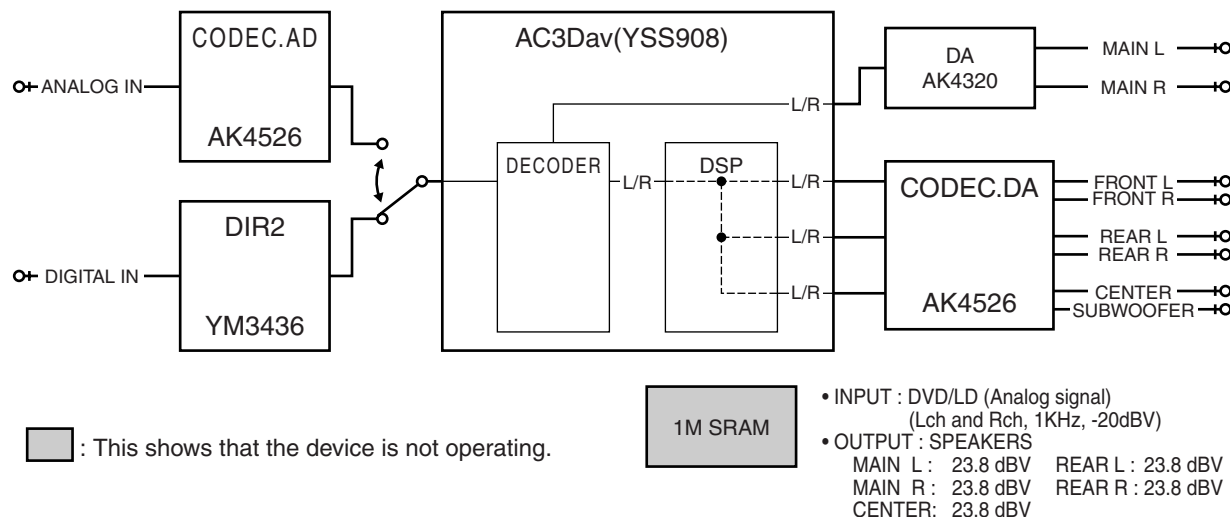 CODEC.AD
AK4526
ANALOG IN
DIR2
YM3436
DIGITAL IN
AC3Dav(YSS908)
DECODER
L/R
DSP
L/R
L/R
L/R
L/R
DA
AK4320
MAIN L
MAIN R
CODEC.DA
AK4526
FRONT L
FRONT R
REAR L
REAR R
CENTER
SUBWOOFER
: This shows that the device is not operating.
1M SRAM
• INPUT : DVD/LD (Analog signal)
(Lch and Rch, 1KHz, -20dBV)
• OUTPUT : SPEAKERS
MAIN L : 23.8 dBV REAR L : 23.8 dBV
MAIN R : 23.8 dBV REAR R : 23.8 dBV
CENTER: 23.8 dBV